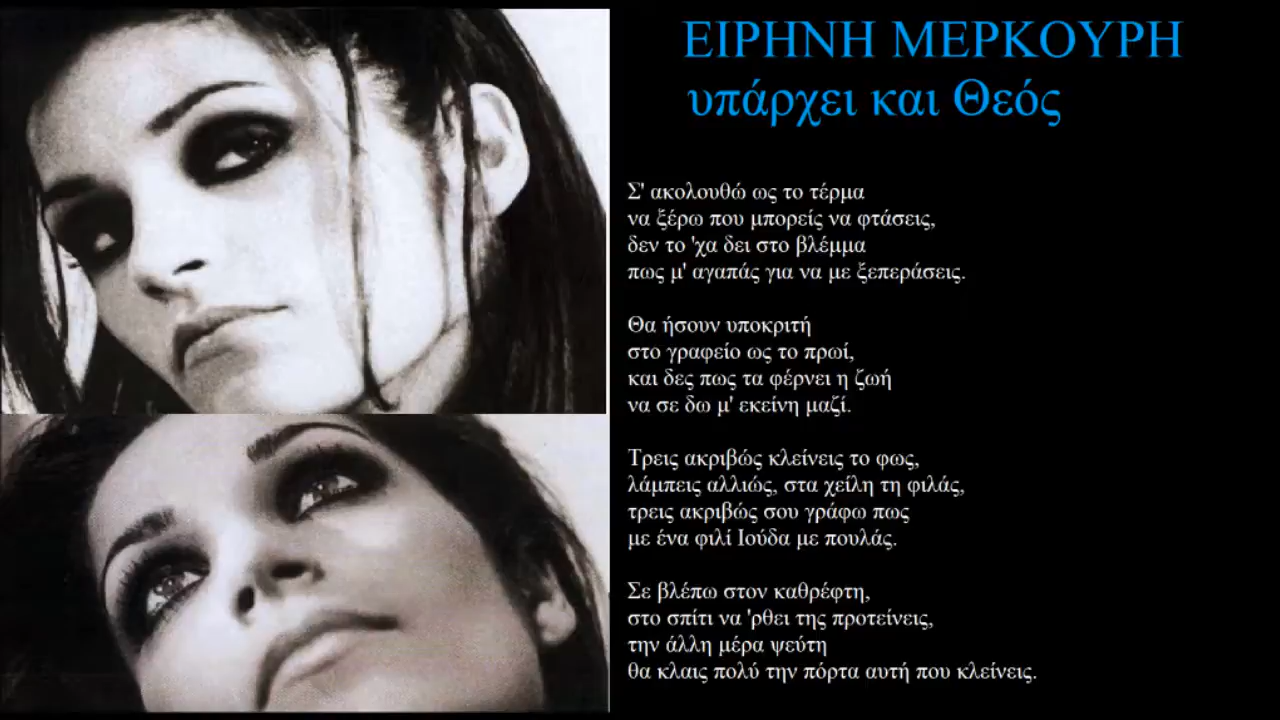 ΕΙΡΗΝΗ ΜΕΡΚΟΥΡΗ
υπάρχει και Θεός
Σ' ακολουθώ ως το τέρμα
να ξέρω που μπορείς να φτάσεις,
δεν το 'χα δει στο βλέμμα
πως μ' αγαπάς για να με ξεπεράσεις.
Θα ήσουν υποκριτή
στο γραφείο ως το πρωί,
και δες πως τα φέρνει η ζωή
να σε δω μ' εκείνη μαζί.
Τρεις ακριβώς κλείνεις το φως,
λάμπεις αλλιώς, στα χείλη τη φιλάς,
τρεις ακριβώς σου γράφω πως
με ένα φιλί Ιούδα με πουλάς.
Σε βλέπω στον καθρέφτη,
στο σπίτι να 'ρθει της προτείνεις,
την άλλη μέρα ψεύτη
θα κλαις πολύ την πόρτα αυτή που κλείνεις.